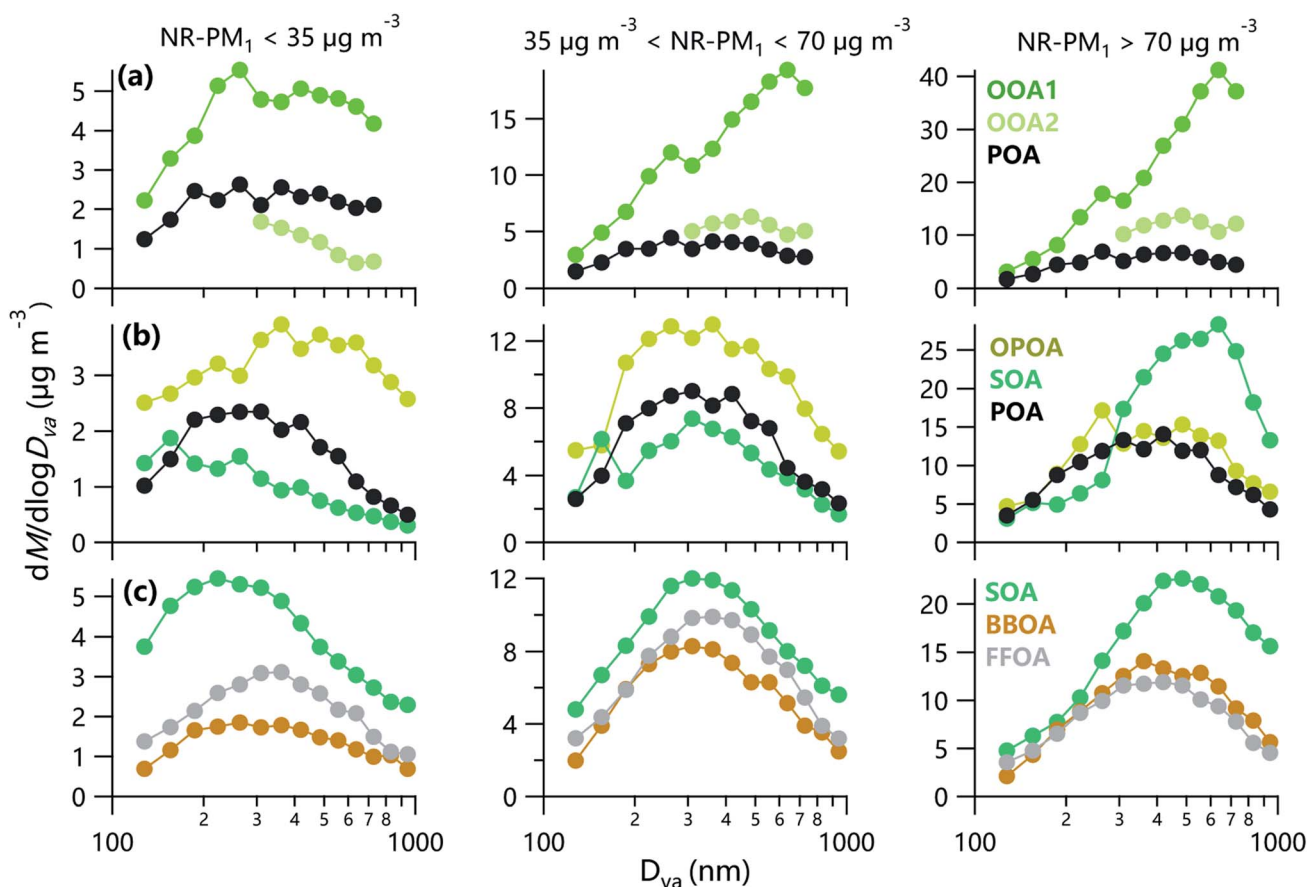 NR-PM1 < 35 µg m-3
35 µg m-3 < NR-PM1 < 70 µg m-3
NR-PM1 > 70 µg m-3
(a)
5
4
3
2
1
0
15
10
5
0
40
30
20
10
0
OOA1
OOA2
POA
dM/dlogDva (µg m-3)
(b)
3
2
1
0
12
8
4
0
25
20
15
10
5
0
OPOA
SOA
POA
(c)
5
4
3
2
1
0
12
8
4
0
20
15
10
5
0
SOA
BBOA
FFOA
100 2 3 4 5 6 7 8 1000
100 2 3 4 5 6 7 8 1000
100 2 3 4 5 6 7 8 1000
Dva (nm)